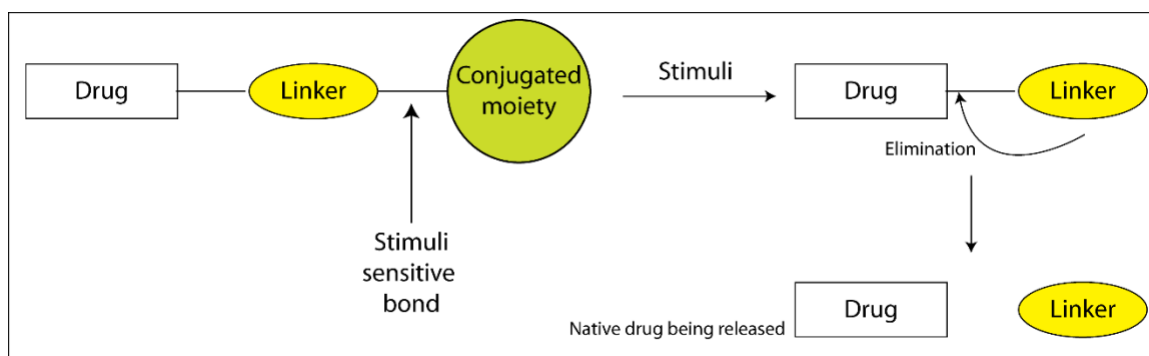 Drug
Linker
Conjugated
moiety
Stimuli
Drug
Linker
Elimination
Stimuli
sensitive
bond
Native drug being released
Drug
Linker